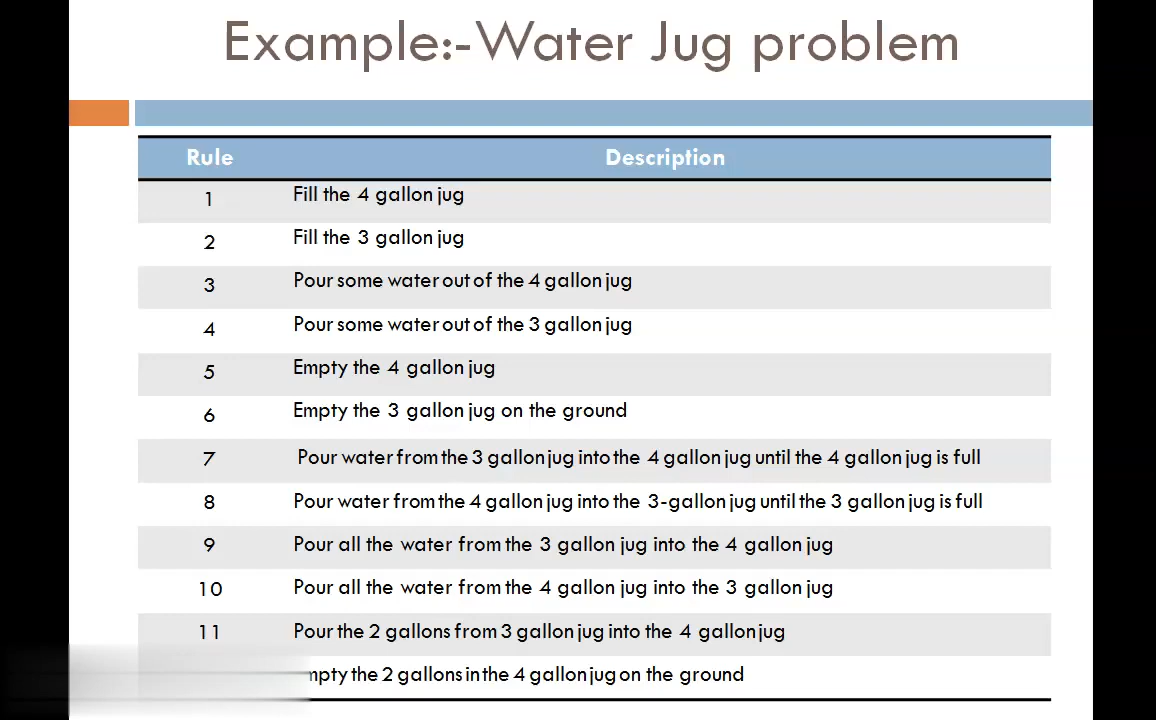 Example:-Water Jug problem
Rule Description
1 Fill the 4 gallon jug
2 Fill the 3 gallon jug
3 Pour some water out of the 4 gallon jug
4 Pour some water out of the 3 gallon jug
5 Empty the 4 gallon jug
6 Empty the 3 gallon jug on the ground
7 Pour water from the 3 gallon jug into the 4 gallon jug until the 4 gallon jug is full
8 Pour water from the 4 gallon jug into the 3-gallon jug until the 3 gallon jug is full
9 Pour all the water from the 3 gallon jug into the 4 gallon jug
10 Pour all the water from the 4 gallon jug into the 3 gallon jug
11 Pour the 2 gallons from 3 gallon jug into the 4 gallon jug
the 2 gallons in the 4 gallon jug on the ground